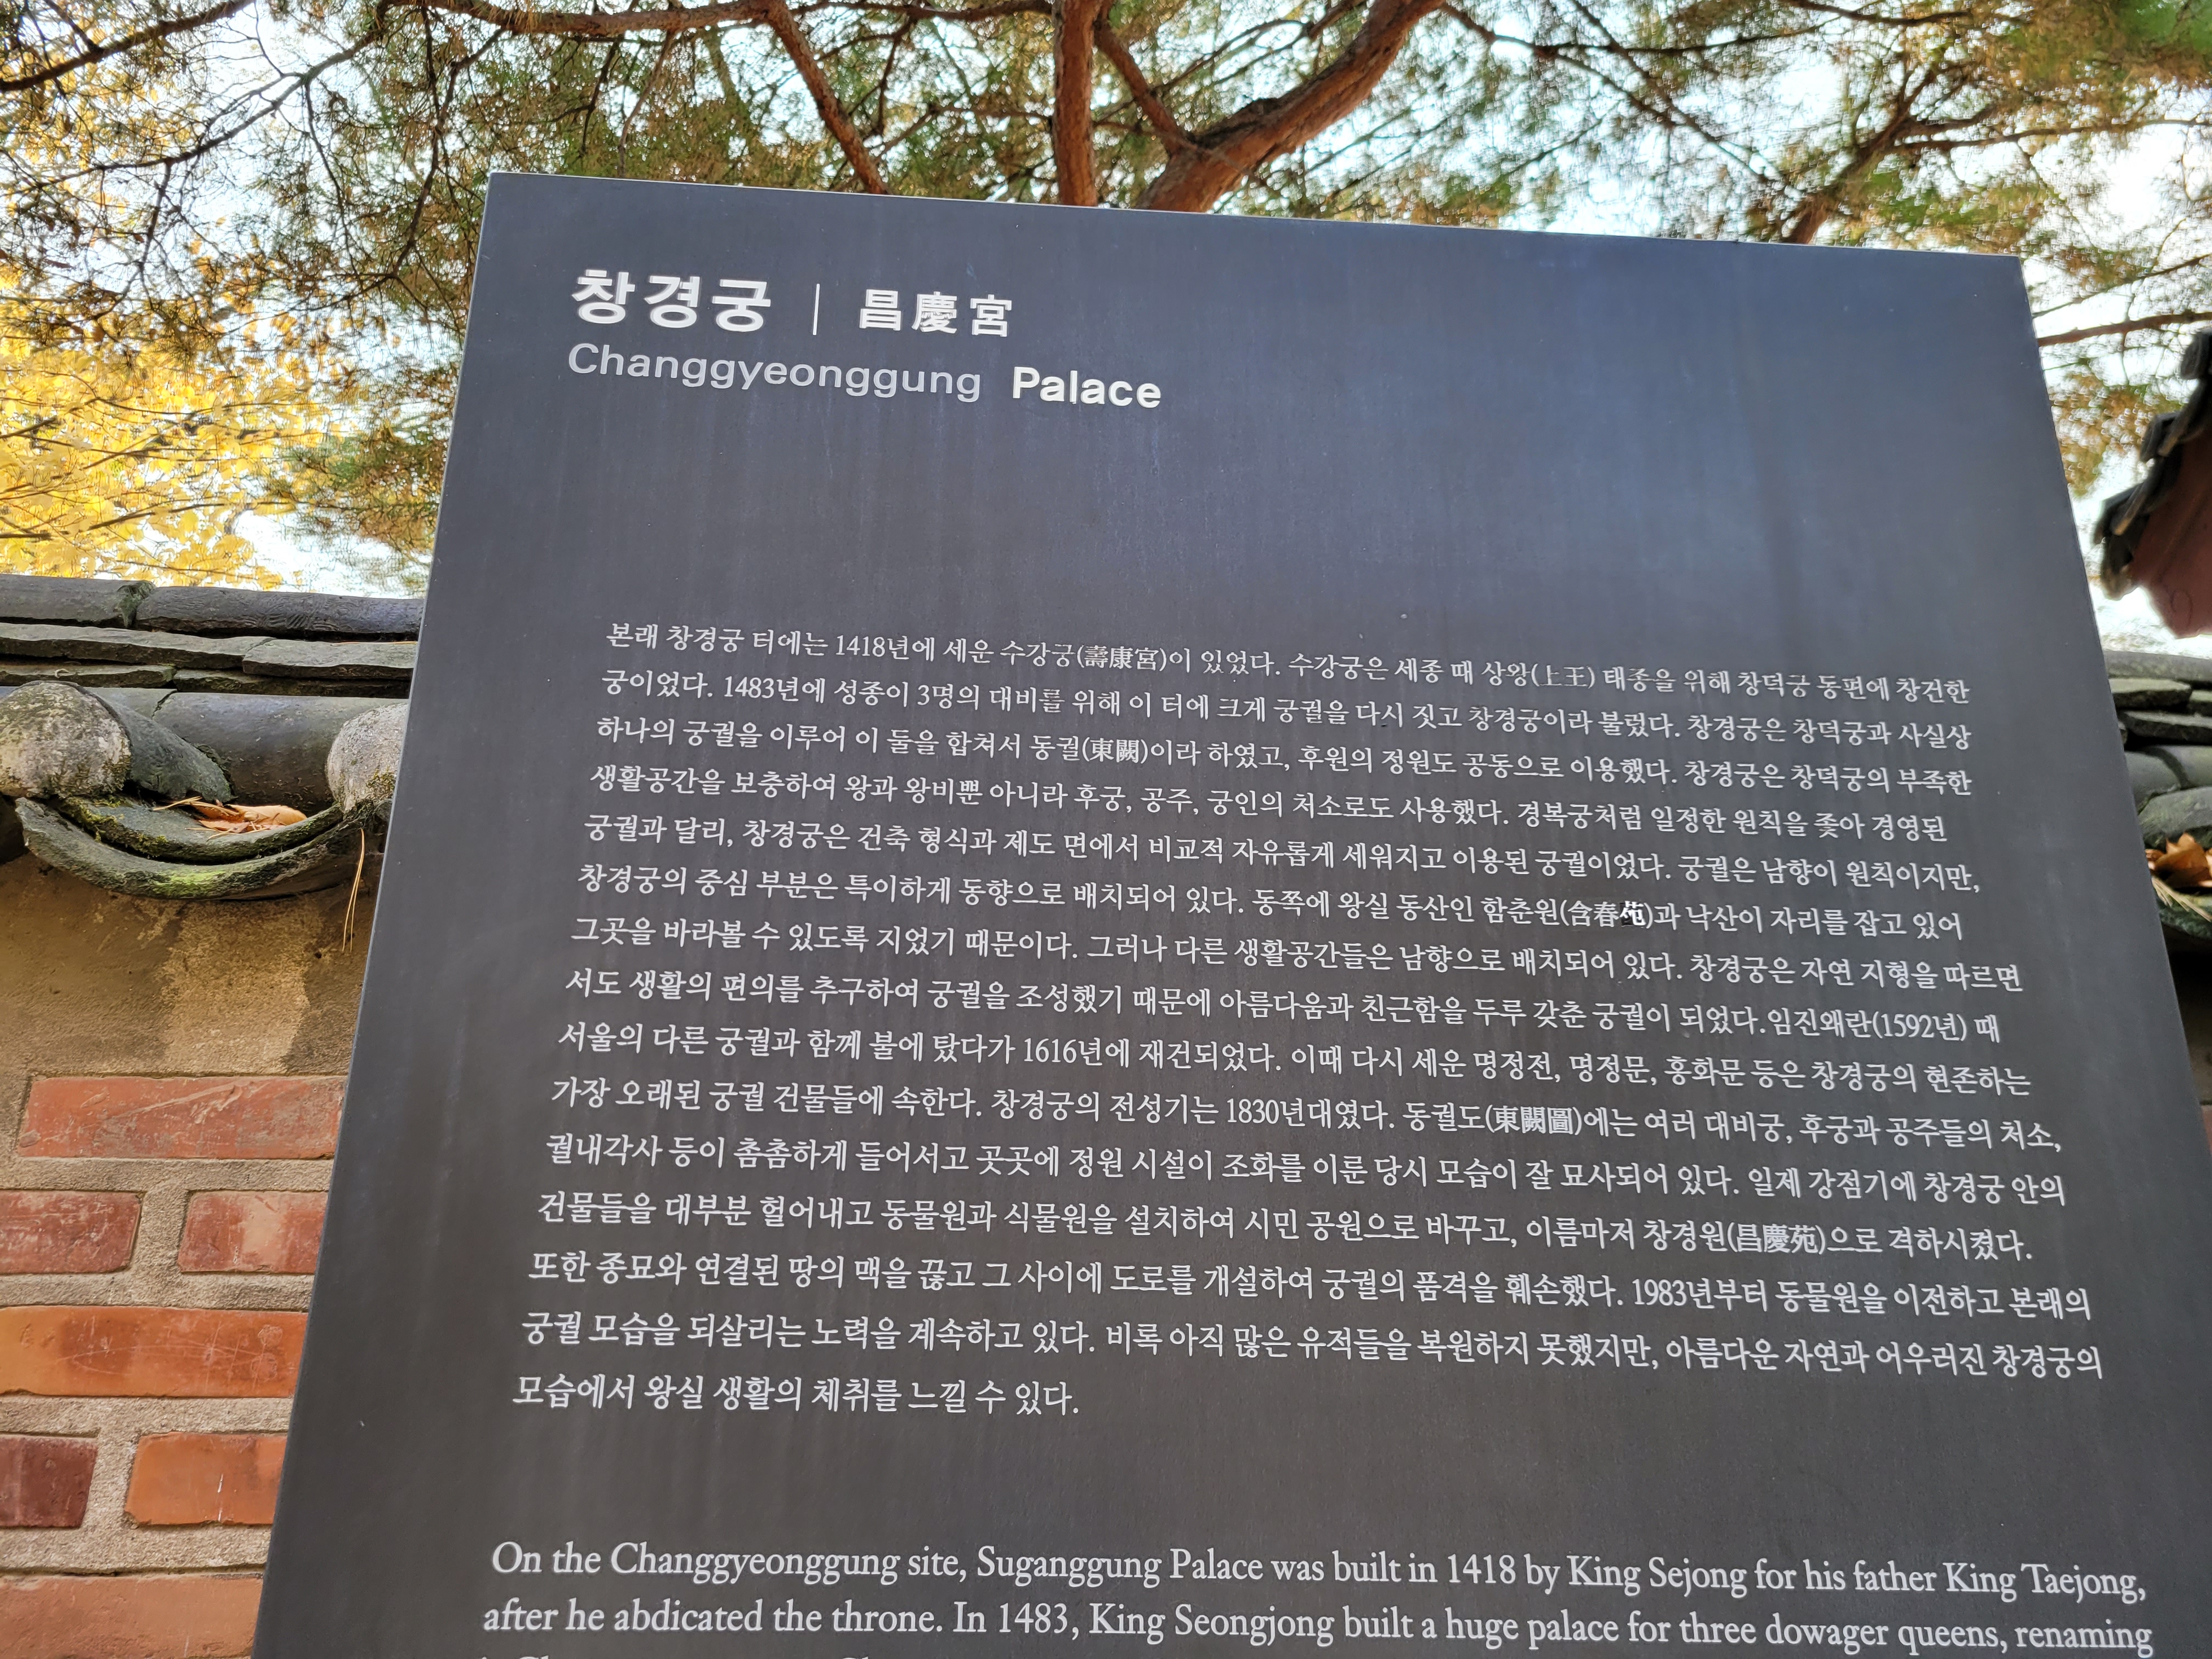 창경궁 | 昌慶宮
Changgyeonggung Palace
본래 창경궁 터에는 1418년에 세운 수강궁(壽康宮)이 있었다. 수강궁은 세종 때 상왕(上王) 태종을 위해 창덕궁 동편에 창건한
궁이었다. 1483년에 성종이 3명의 대비를 위해 이 터에 크게 궁궐을 다시 짓고 창경궁이라 불렀다. 창경궁은 창덕궁과 사실상
하나의 궁궐을 이루어 이 둘을 합쳐서 동궐(東闕)이라 하였고, 후원의 정원도 공동으로 이용했다. 창경궁은 창덕궁의 부족한
생활공간을 보충하여 왕과 왕비뿐 아니라 후궁, 공주, 궁인의 처소로도 사용했다. 경복궁처럼 일정한 원칙을 좇아 경영된
궁궐과 달리, 창경궁은 건축 형식과 제도 면에서 비교적 자유롭게 세워지고 이용된 궁궐이었다. 궁궐은 남향이 원칙이지만,
창경궁의 중심 부분은 특이하게 동향으로 배치되어 있다. 동쪽에 왕실 동산인 함춘원(含春苑)과 낙산이 자리를 잡고 있어
그곳을 바라볼 수 있도록 지었기 때문이다. 그러나 다른 생활공간들은 남향으로 배치되어 있다. 창경궁은 자연 지형을 따르면
서도 생활의 편의를 추구하여 궁궐을 조성했기 때문에 아름다움과 친근함을 두루 갖춘 궁궐이 되었다.임진왜란(1592년) 때
서울의 다른 궁궐과 함께 불에 탔다가 1616년에 재건되었다. 이때 다시 세운 명정전, 명정문, 홍화문 등은 창경궁의 현존하는
가장 오래된 궁궐 건물들에 속한다. 창경궁의 전성기는 1830년대였다. 동궐도(東闕圖)에는 여러 대비궁, 후궁과 공주들의 처소,
궐내각사 등이 촘촘하게 들어서고 곳곳에 정원 시설이 조화를 이룬 당시 모습이 잘 묘사되어 있다. 일제 강점기에 창경궁 안의
건물들을 대부분 헐어내고 동물원과 식물원을 설치하여 시민 공원으로 바꾸고, 이름마저 창경원(昌慶苑)으로 격하시켰다.
또한 종묘와 연결된 땅의 맥을 끊고 그 사이에 도로를 개설하여 궁궐의 품격을 훼손했다. 1983년부터 동물원을 이전하고 본래의
궁궐 모습을 되살리는 노력을 계속하고 있다. 비록 아직 많은 유적들을 복원하지 못했지만, 아름다운 자연과 어우러진 창경궁의
모습에서 왕실 생활의 체취를 느낄 수 있다.
On the Changgyeonggung site, Suganggung Palace was built in 1418 by King Sejong for his father King Taejong,
after he abdicated the throne. In 1483, King Seongjong built a huge palace for three dowager queens, renaming